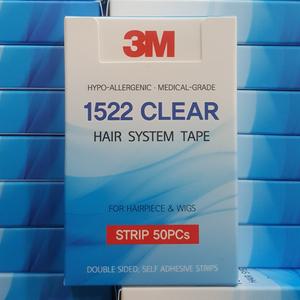 3M
HYPO-ALLERGENIC · MEDICAL-GRADE
1522 CLEAR
HAIR SYSTEM TAPE
FOR HAIRPIECE & WIGS
STRIP 50PCs
DOUBLE SIDED, SELF ADHESIVE STRIPS